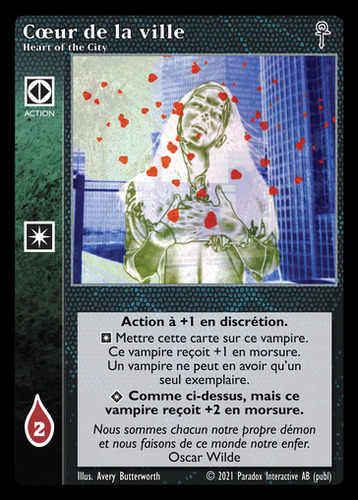 Cœur de la ville
Heart of the City
ACTION
Action à +1 en discrétion.
Mettre cette carte sur ce vampire.
Ce vampire reçoit +1 en morsure.
Un vampire ne peut en avoir qu'un
seul exemplaire.
Comme ci-dessus, mais ce
vampire reçoit +2 en morsure.
Nous sommes chacun notre propre démon
et nous faisons de ce monde notre enfer.
Oscar Wilde
2
Illus. Avery Butterworth
© 2021 Paradox Interactive AB (publ)